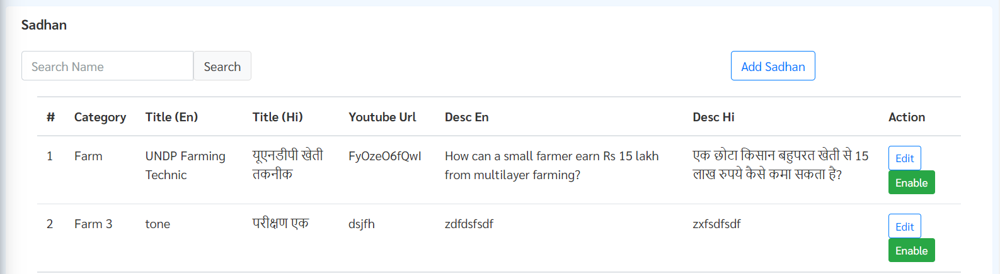 Sadhan
Search Name Search Add Sadhan
# Category Title (En) Title (Hi) Youtube Url Desc En Desc Hi Action
1 Farm UNDP Farming यूएनडीपी खेती FyOzeO6fQwI How can a small farmer earn Rs 15 lakh एक छोटा किसान बहुपरत खेती से 15 Edit
Technic तकनीक from multilayer farming? लाख रुपये कैसे कमा सकता है?
Enable
2 Farm 3 tone परीक्षण एक dsjfh zdfdsfsdf zxfsdfsdf Edit
Enable